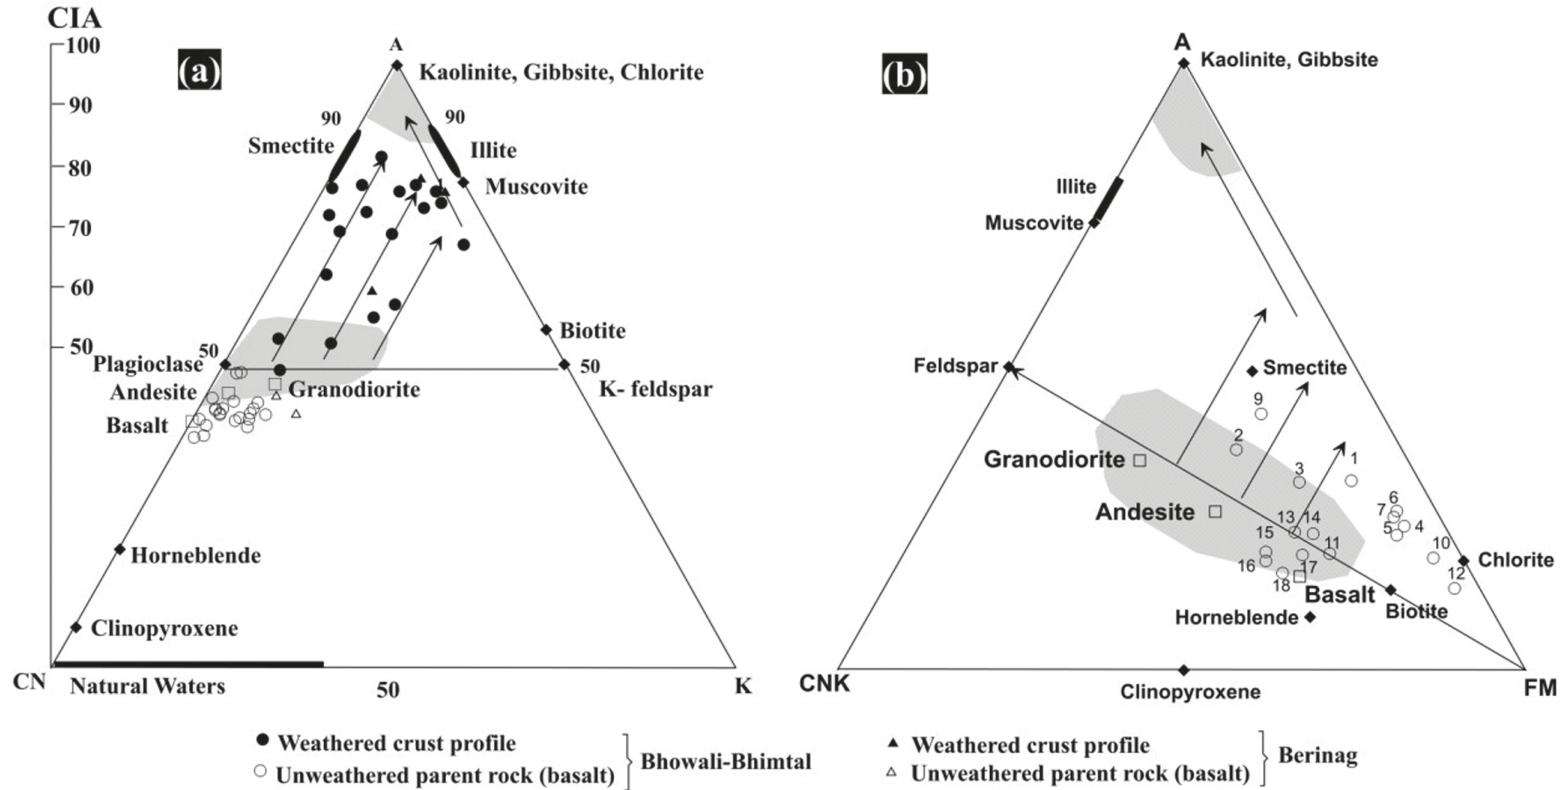 CIA
100
90
80
70
60
50
(a)
A
Kaolinite, Gibbsite, Chlorite
90
90
Smectite
Illite
Muscovite
Biotite
50
Plagioclase
50
K- feldspar
Andesite
Granodiorite
Basalt
Horneblende
Clinopyroxene
CN
Natural Waters
50
K
(b)
A
Kaolinite, Gibbsite
Illite
Muscovite
Feldspar
Smectite
9
2
Granodiorite
3
1
Andesite
6
7
5
4
13
14
15
11
10
16
17
12
18
Chlorite
Basalt
Biotite
Horneblende
CNK
Clinopyroxene
FM
Weathered crust profile
Unweathered parent rock (basalt)
Bhowali-Bhimtal
Weathered crust profile
Unweathered parent rock (basalt)
Berinag